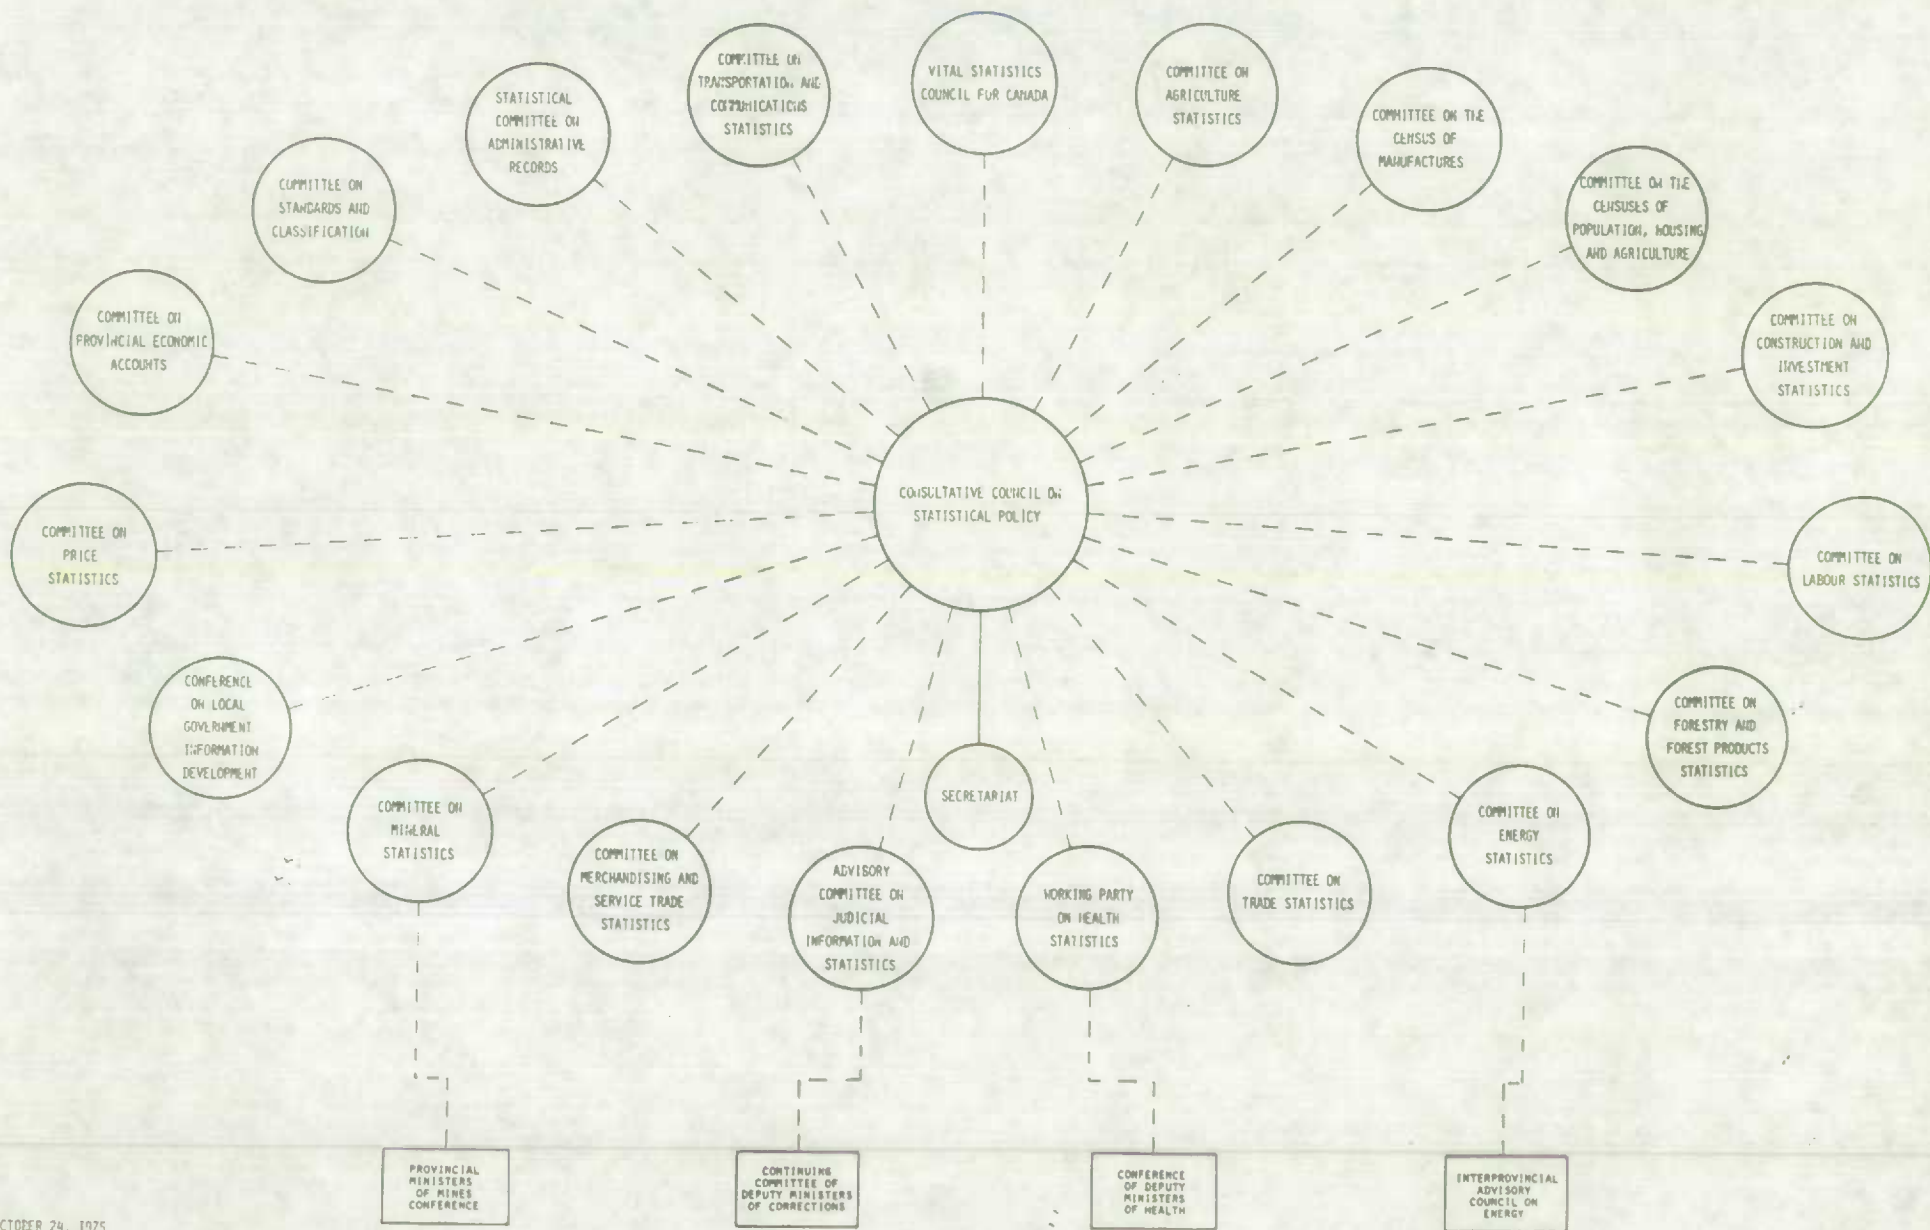 COMMITTEE ON
TRANSPORTATION AND
COMMUNICATIONS
STATISTICS
VITAL STATISTICS
COUNCIL FOR CANADA
COMMITTEE ON
AGRICULTURE
STATISTICS
STATISTICAL
COMMITTEE ON
ADMINISTRATIVE
RECORDS
COMMITTEE ON THE
CENSUS OF
MANUFACTURES
COMMITTEE ON
STANDARDS AND
CLASSIFICATION
COMMITTEE ON THE
CENSUSES OF
POPULATION, HOUSING
AND AGRICULTURE
COMMITTEE ON
PROVINCIAL ECONOMIC
ACCOUNTS
COMMITTEE ON
CONSTRUCTION AND
INVESTMENT
STATISTICS
CONSULTATIVE COUNCIL ON
STATISTICAL POLICY
COMMITTEE ON
PRICE
STATISTICS
COMMITTEE ON
LABOUR STATISTICS
CONFERENCE
ON LOCAL
GOVERNMENT
INFORMATION
DEVELOPMENT
COMMITTEE ON
FORESTRY AND
FOREST PRODUCTS
STATISTICS
SECRETARIAT
COMMITTEE ON
MINERAL
STATISTICS
COMMITTEE ON
ENERGY
STATISTICS
COMMITTEE ON
MERCHANDISING AND
SERVICE TRADE
STATISTICS
ADVISORY
COMMITTEE ON
JUDICIAL
INFORMATION AND
STATISTICS
WORKING PARTY
ON HEALTH
STATISTICS
COMMITTEE ON
TRADE STATISTICS
PROVINCIAL
MINISTERS
OF MINES
CONFERENCE
CONTINUING
COMMITTEE OF
DEPUTY MINISTERS
OF CORRECTIONS
CONFERENCE
OF DEPUTY
MINISTERS
OF HEALTH
INTERPROVINCIAL
ADVISORY
COUNCIL ON
ENERGY
CTOBER 24, 1975